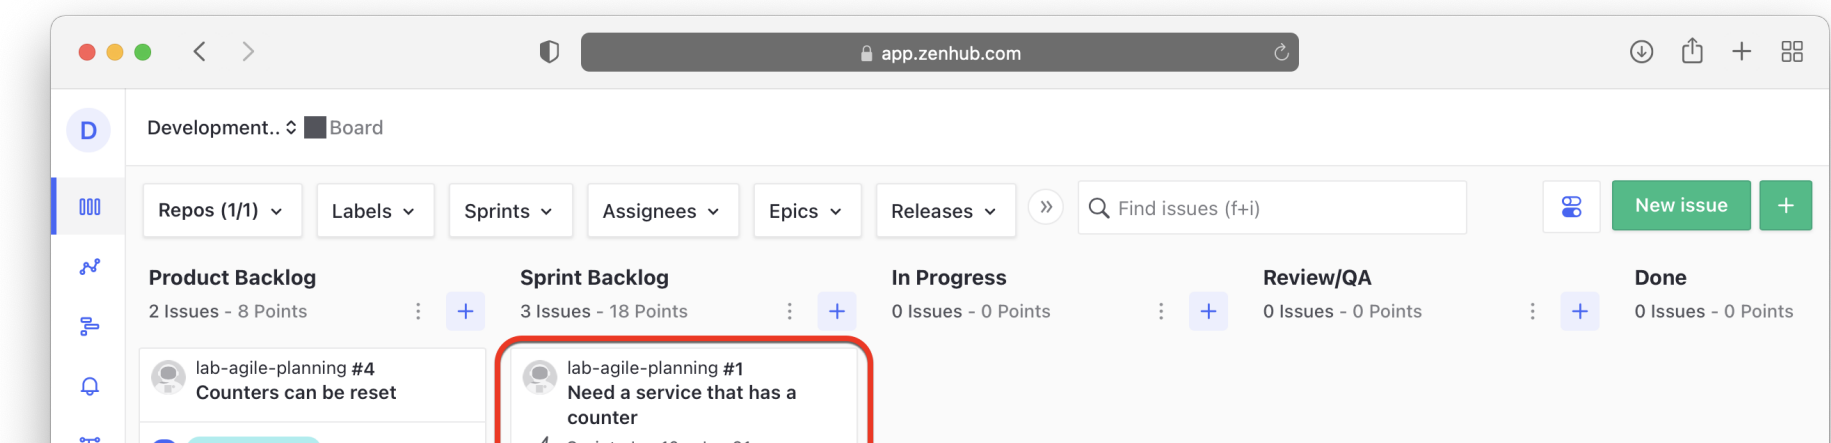 app.zenhub.com
D
Development.. Board
Repos (1/1) Labels Sprints Assignees Epics Releases » Find issues (f+i) New issue +
Product Backlog Sprint Backlog In Progress Review/QA Done
2 Issues - 8 Points + 3 Issues - 18 Points + 0 Issues - 0 Points + 0 Issues - 0 Points + 0 Issues - 0 Points
lab-agile-planning #4 lab-agile-planning #1
Counters can be reset Need a service that has a
counter